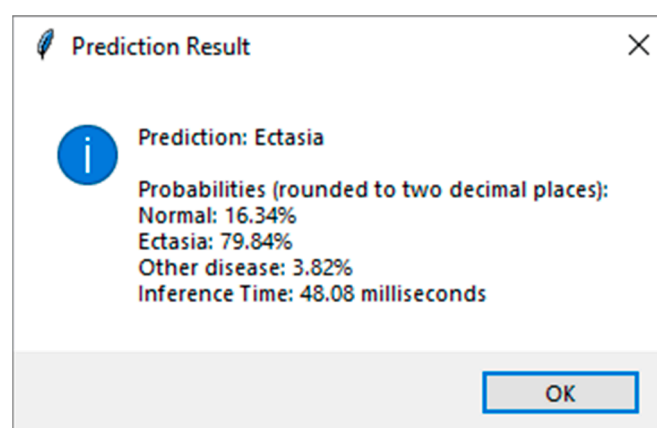 Prediction Result
Prediction: Ectasia
Probabilities (rounded to two decimal places):
Normal: 16.34%
Ectasia: 79.84%
Other disease: 3.82%
Inference Time: 48.08 milliseconds
OK